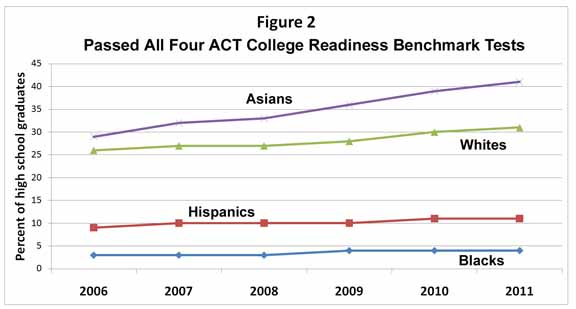 Figure 2
Passed All Four ACT College Readiness Benchmark Tests
Percent of high school graduates
45
40
35
30
25
20
15
10
5
0
Asians
Whites
Hispanics
Blacks
2006 2007 2008 2009 2010 2011